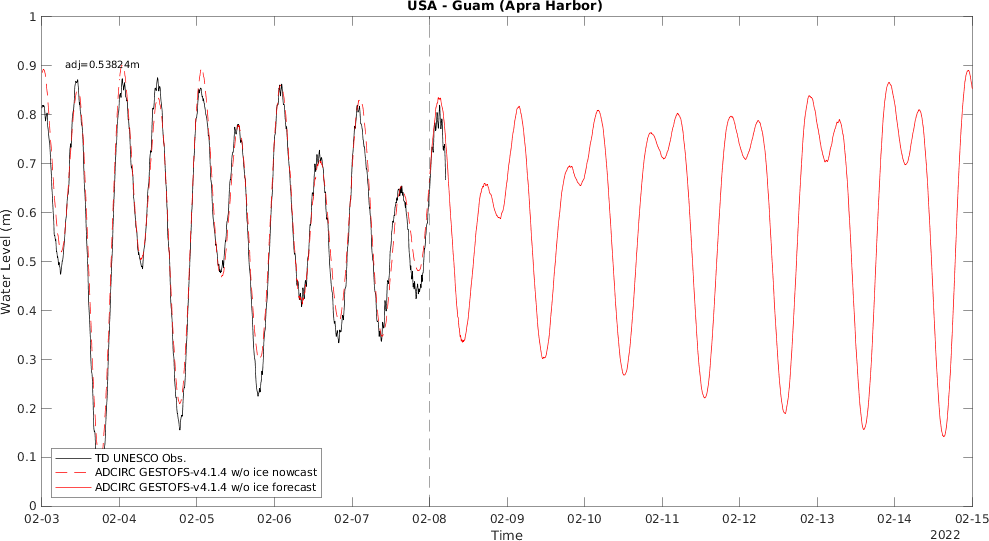 USA - Guam (Apra Harbor)
adj=0.53824m
Water Level (m)
1
0.9
0.8
0.7
0.6
0.5
0.4
0.3
0.2
0.1
0
TD UNESCO Obs.
ADCIRC GESTOFS-v4.1.4 w/o ice nowcast
ADCIRC GESTOFS-v4.1.4 w/o ice forecast
02-03 02-04 02-05 02-06 02-07 02-08 02-09 02-10 02-11 02-12 02-13 02-14 02-15
Time
2022